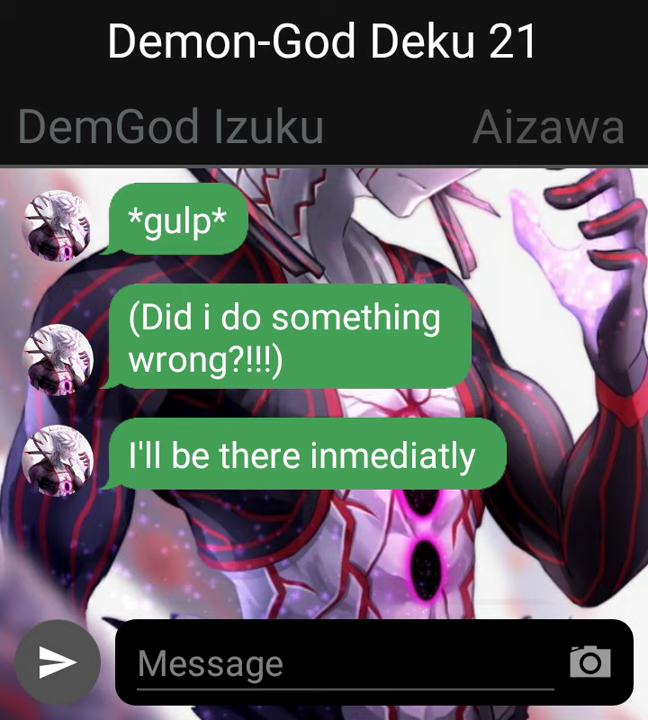 Demon-God Deku 21
DemGod Izuku
Aizawa
*gulp*
(Did i do something
wrong?!!!)
I'll be there inmediatly
Message